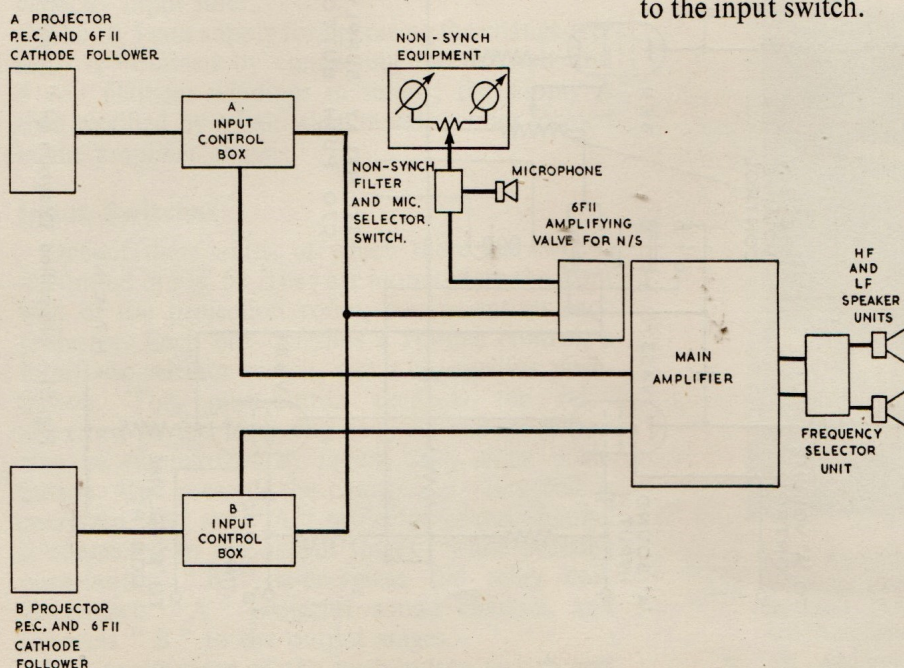 to the input switch.
A PROJECTOR
P.E.C. AND 6F11
CATHODE FOLLOWER
NON-SYNCH
EQUIPMENT
A.
INPUT
CONTROL
BOX
NON-SYNCH
FILTER
AND MIC.
SELECTOR
SWITCH.
MICROPHONE
6F11
AMPLIFYING
VALVE FOR N/S
HF
AND
LF
SPEAKER
UNITS
MAIN
AMPLIFIER
FREQUENCY
SELECTOR
UNIT
B
INPUT
CONTROL
BOX
B PROJECTOR
P.E.C. AND 6F11
CATHODE
FOLLOWER